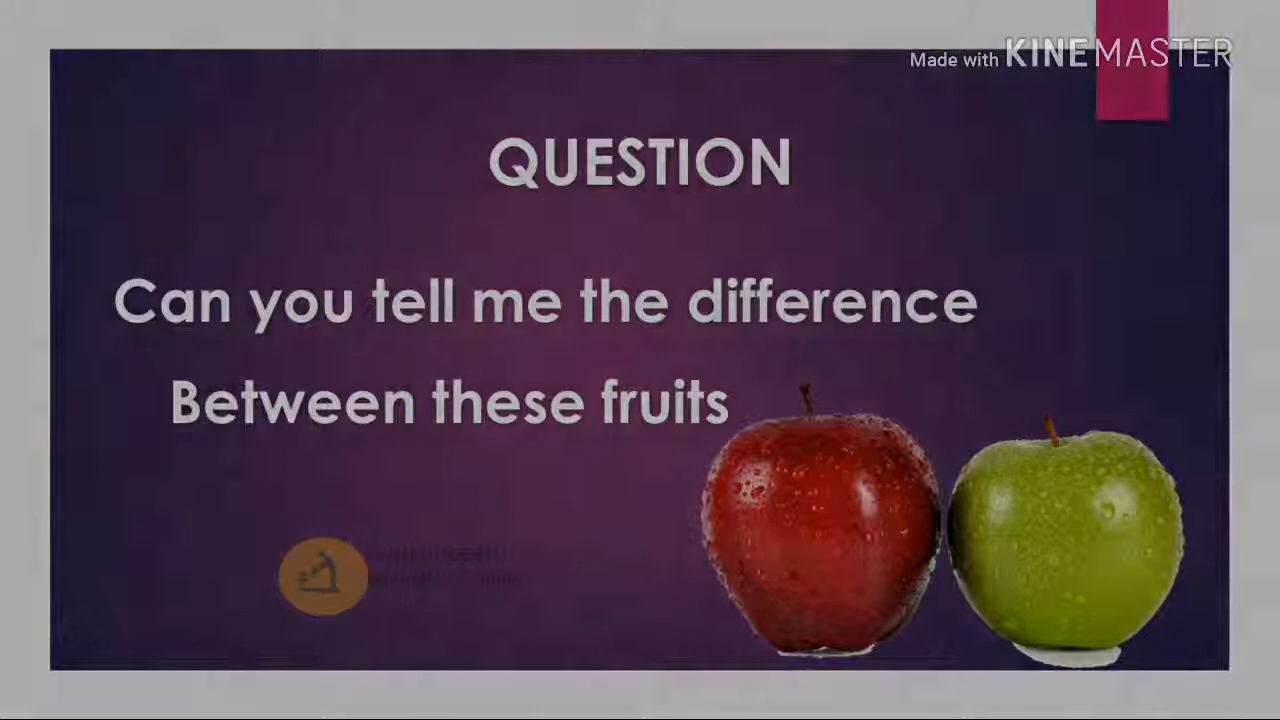 Made with KINEMASTER
QUESTION
Can you tell me the difference
Between these fruits